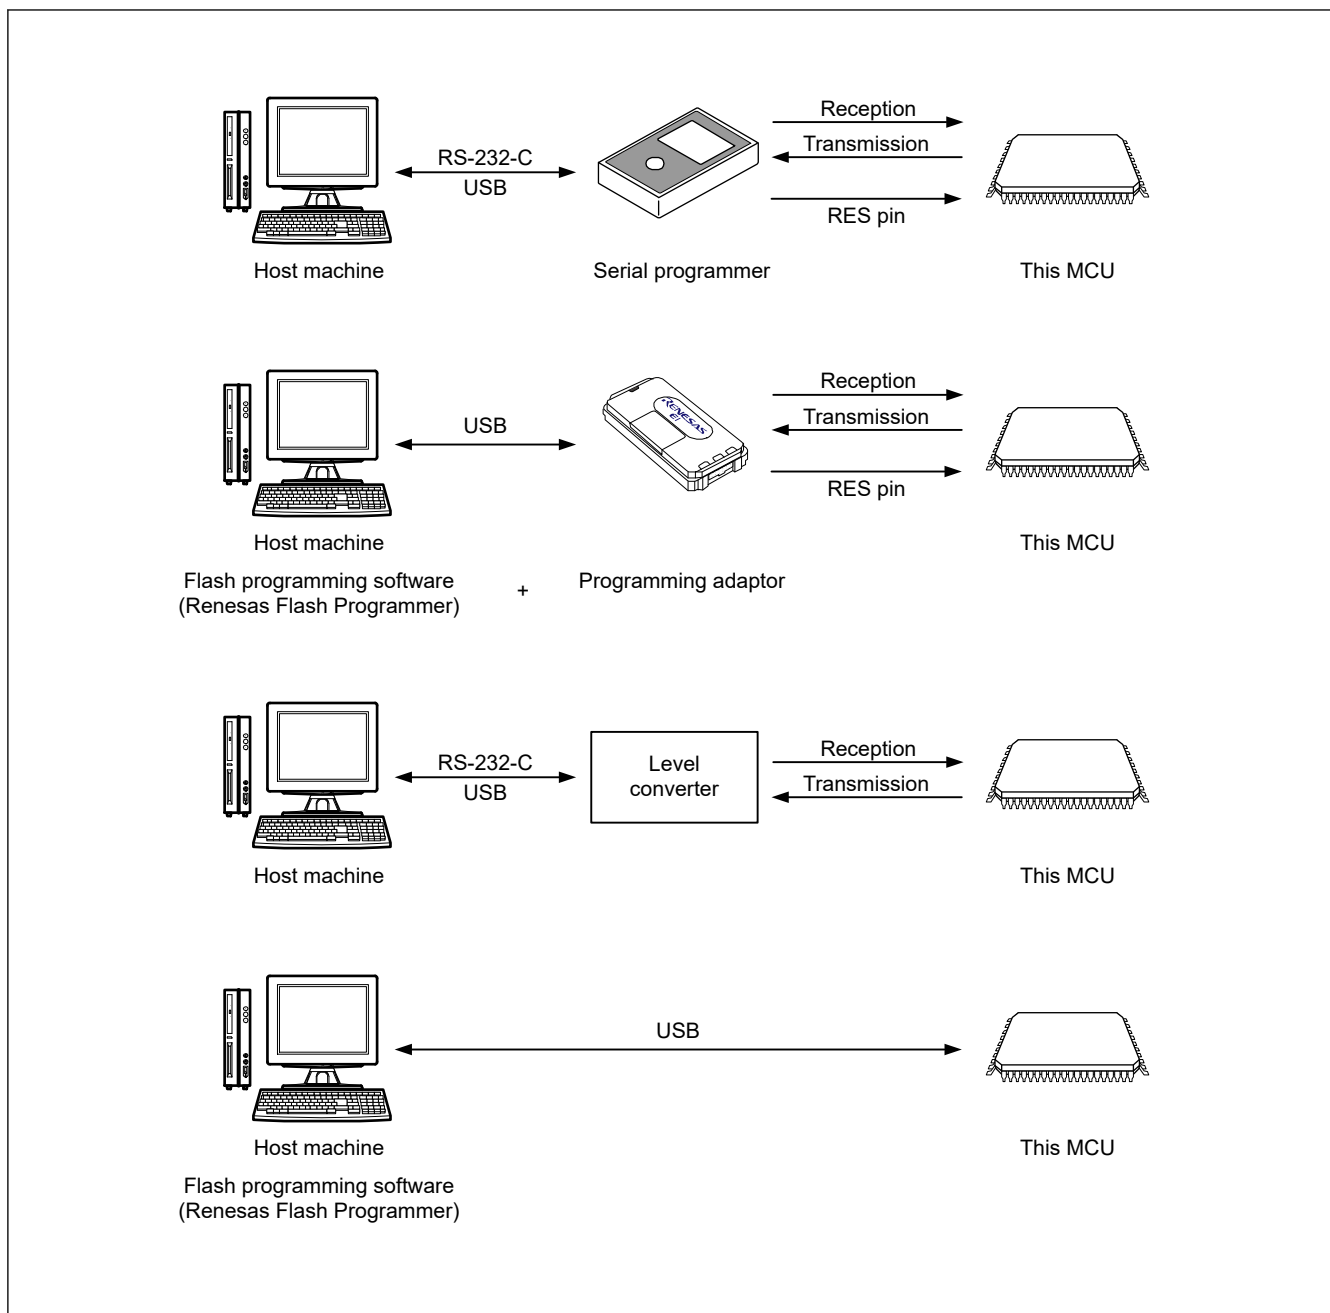 Reception
RS-232-C
Transmission
USB
RES pin
Host machine
Serial programmer
This MCU
Reception
USB
RENESAS
E1
Transmission
RES pin
Host machine
This MCU
Flash programming software
(Renesas Flash Programmer)
+
Programming adaptor
RS-232-C
USB
Level
converter
Reception
Transmission
Host machine
This MCU
USB
Host machine
This MCU
Flash programming software
(Renesas Flash Programmer)